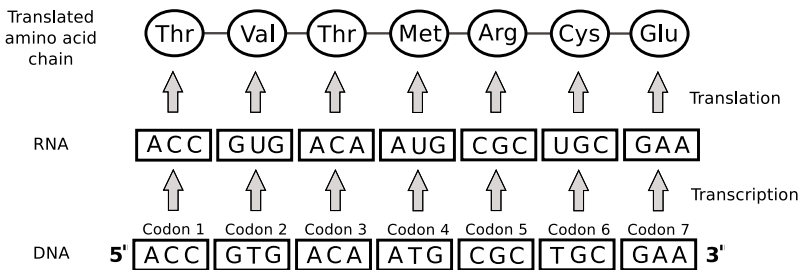 Translated
amino acid
chain
Thr Val Thr Met Arg Cys Glu
Translation
RNA
ACC GUG ACA AUG CGC UGC GAA
Transcription
Codon 1 Codon 2 Codon 3 Codon 4 Codon 5 Codon 6 Codon 7
DNA 5' ACC GTG ACA ATG CGC TGC GAA 3'